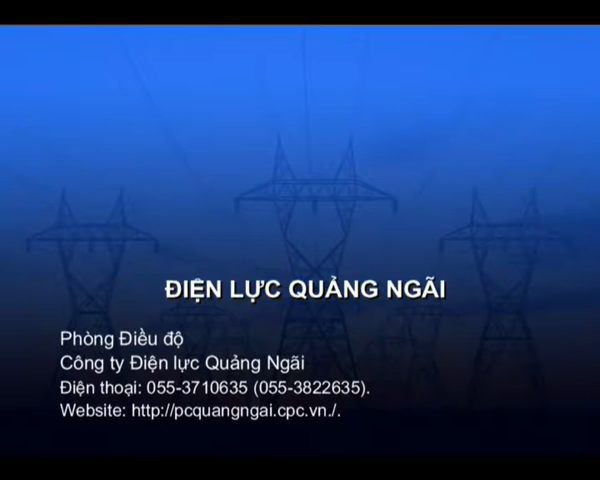 ĐIỆN LỰC QUẢNG NGÃI
Phòng Điều độ
Công ty Điện lực Quảng Ngãi
Điện thoại: 055-3710635 (055-3822635).
Website: http://pcquangngai.cpc.vn./.